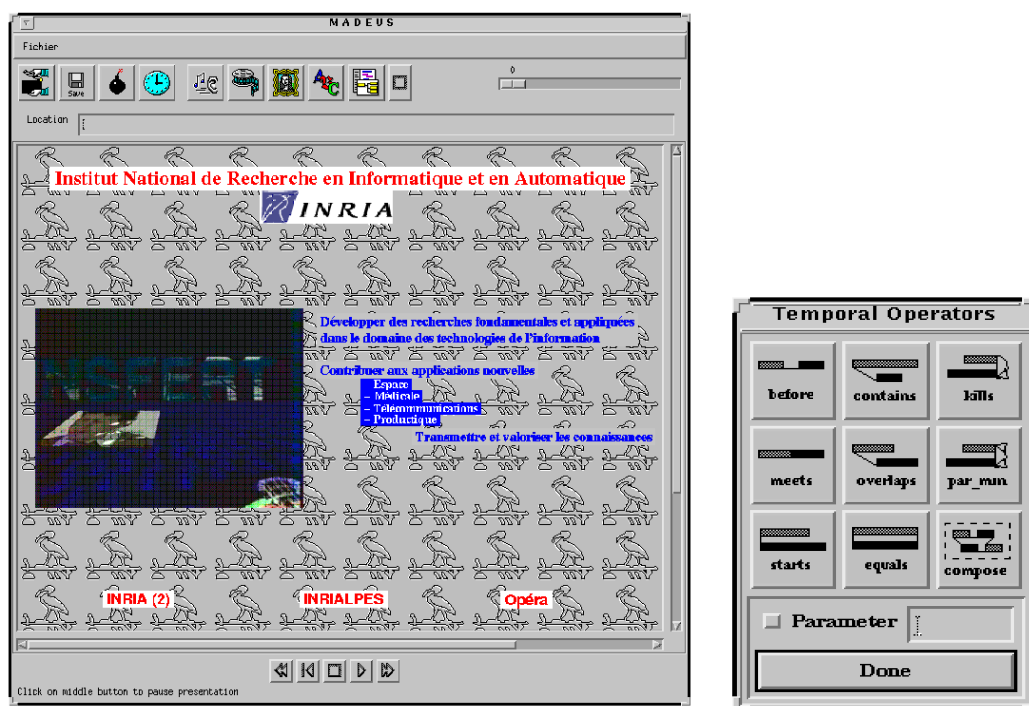 MADEUS
Fichier
Save
ABC
0
Location
Institut National de Recherche en Informatique et en Automatique
INRIA
NSFERT
Développer des recherches fondamentales et appliquées
dans le domaine des technologies de l'information
Contribuer aux applications nouvelles
– Espace
– Médicale
– Télécommunications
– Productique
Transmettre et valoriser les connaissances
INRIA (2)
INRIALPES
Opéra
Click on middle button to pause presentation
Temporal Operators
before
contains
kills
meets
overlaps
par_min
starts
equals
compose
Parameter
Done